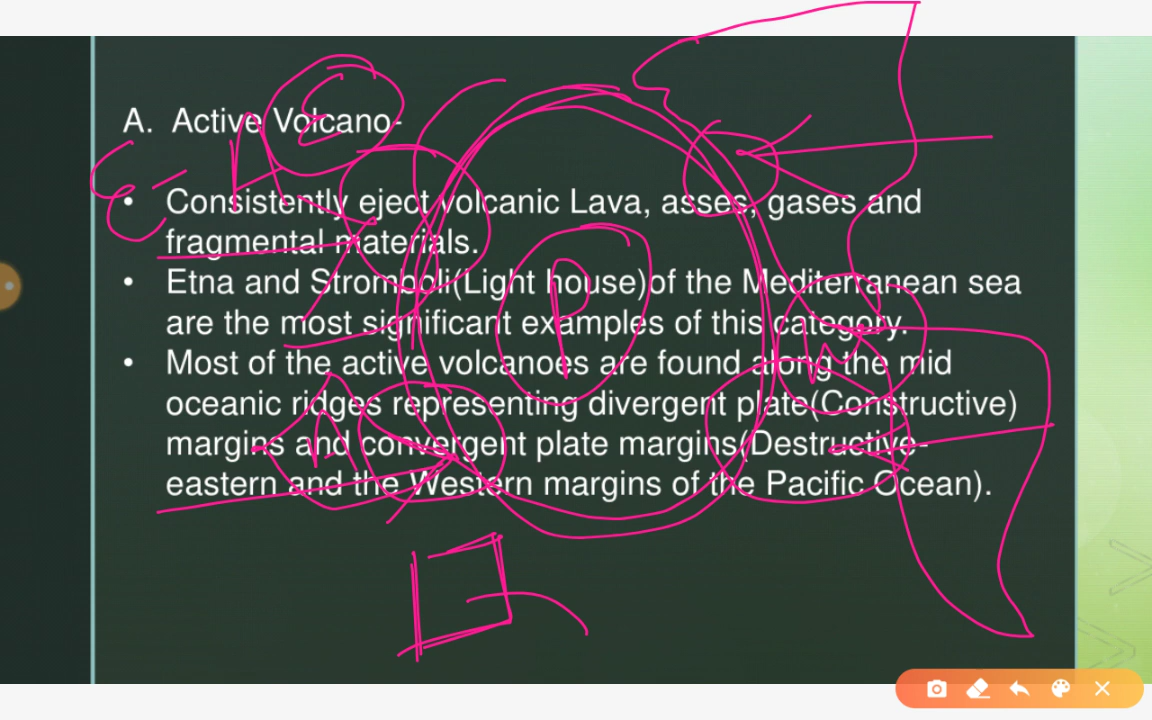 A. Active Volcano-
• Consistently eject volcanic Lava, asses, gases and
fragmental materials.
• Etna and Stromboli(Light house)of the Mediterranean sea
are the most significant examples of this category.
• Most of the active volcanoes are found along the mid
oceanic ridges representing divergent plate(Constructive)
margins and convergent plate margins(Destructive-
eastern and the Western margins of the Pacific Ocean).
P